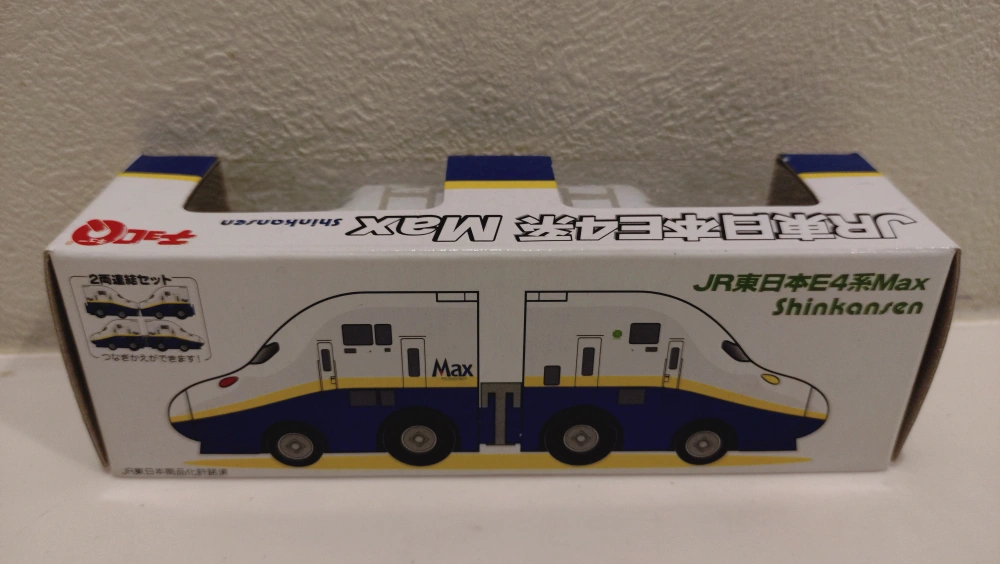 JR東日本E4系 Max
Shinkansen
チョロQ
2両連結セット
つなぎかえができます!
JR東日本E4系Max
Shinkansen
Max
JR東日本商品化許諾済